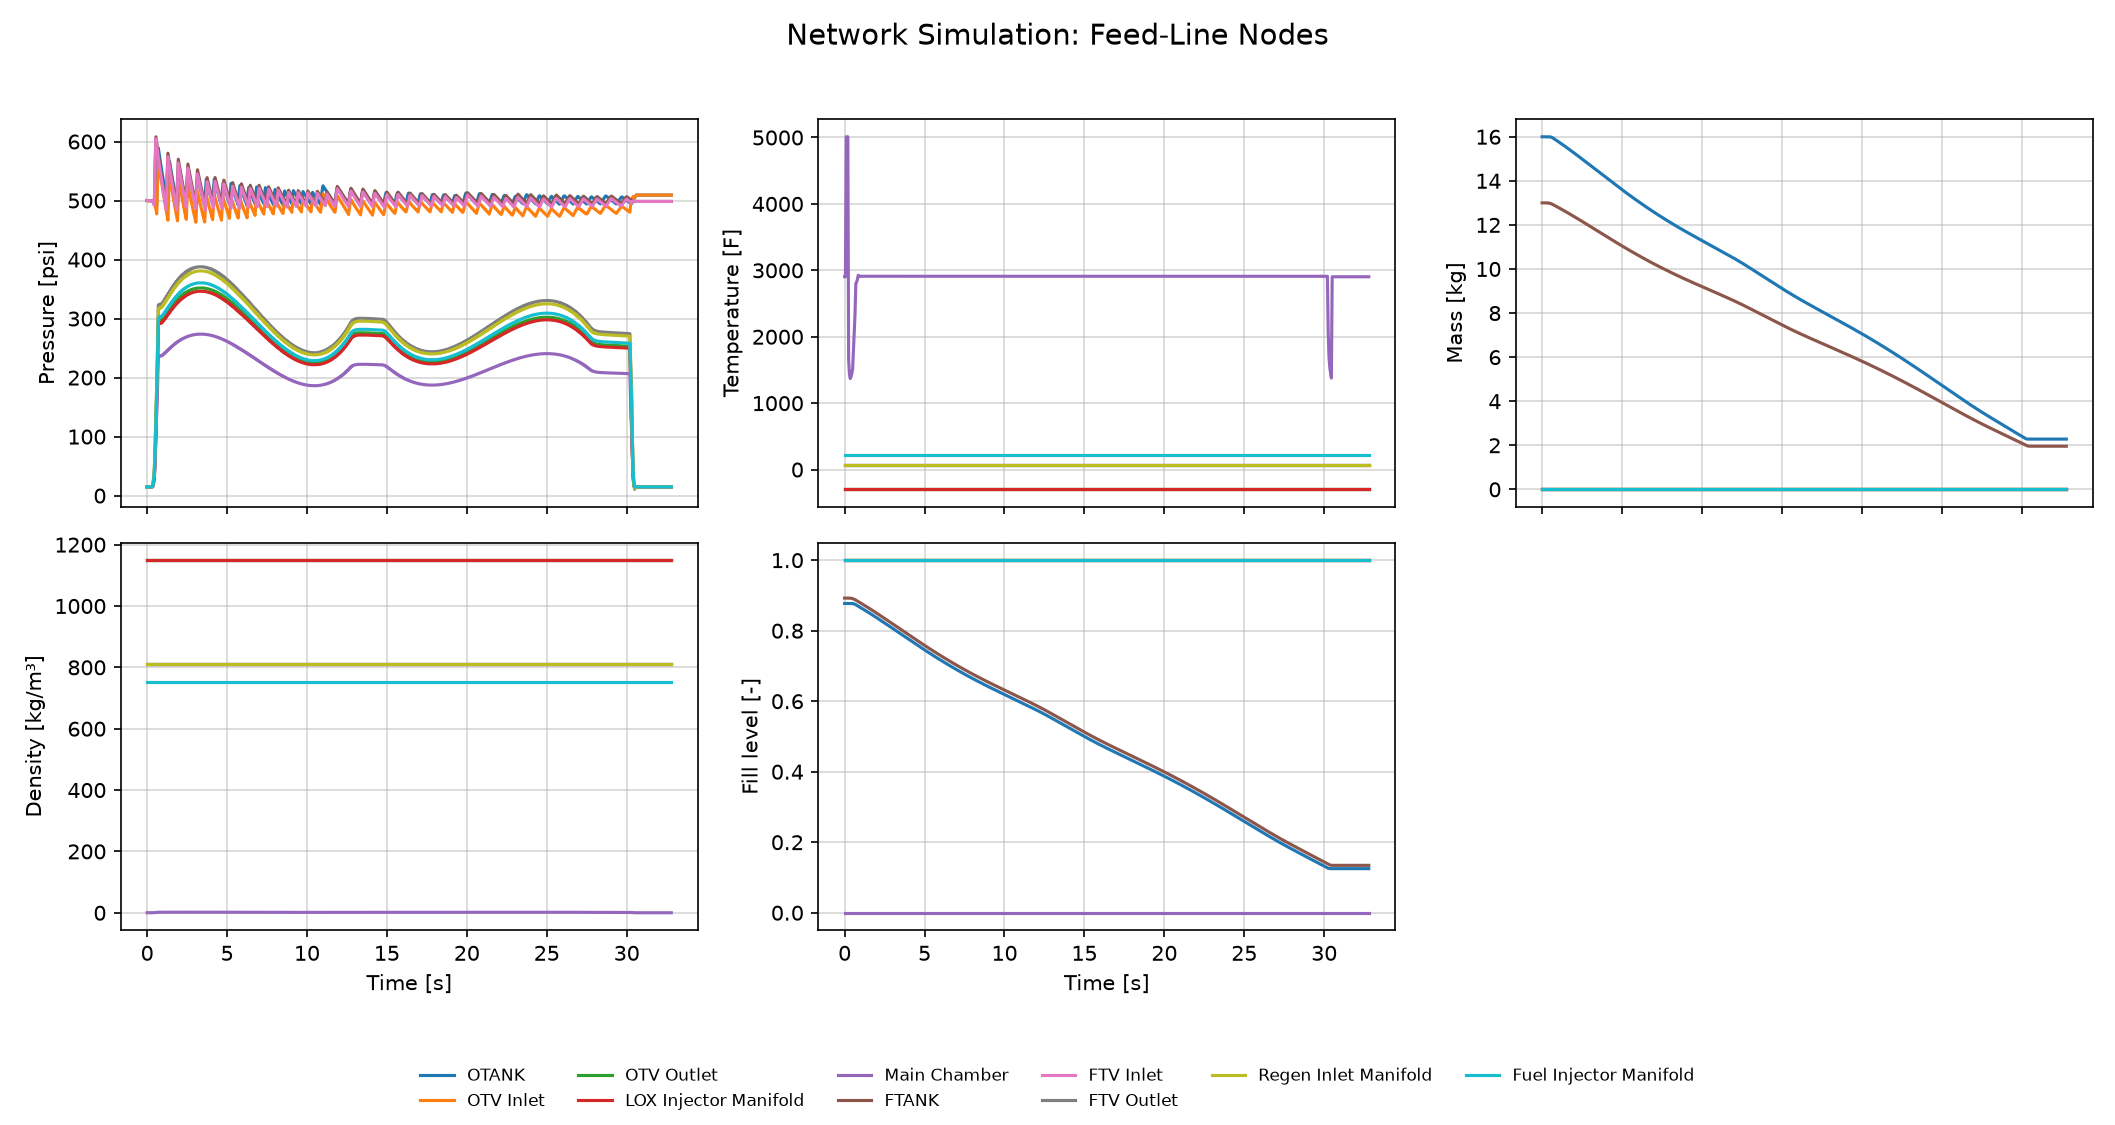 Network Simulation: Feed-Line Nodes
Pressure [psi]
600
500
400
300
200
100
0
Temperature [F]
5000
4000
3000
2000
1000
0
Mass [kg]
16
14
12
10
8
6
4
2
0
Density [kg/m³]
1200
1000
800
600
400
200
0
0 5 10 15 20 25 30
Time [s]
Fill level [-]
1.0
0.8
0.6
0.4
0.2
0.0
0 5 10 15 20 25 30
Time [s]
OTANK OTV Outlet Main Chamber FTV Inlet Regen Inlet Manifold Fuel Injector Manifold
OTV Inlet LOX Injector Manifold FTANK FTV Outlet